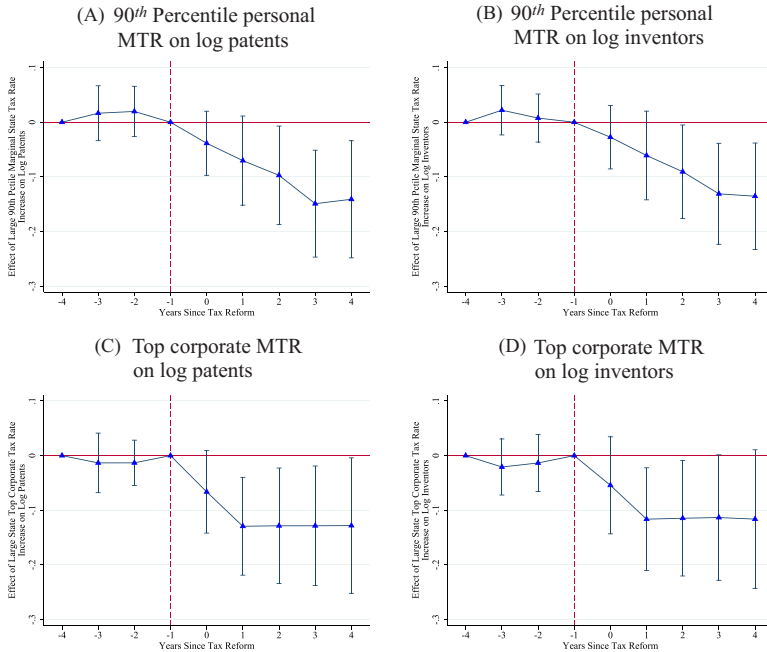 (A) 90th Percentile personal
MTR on log patents
Effect of Large 90th Pctile Marginal State Tax Rate
Increase on Log Patents
.1
0
-.1
-.2
-.3
-4 -3 -2 -1 0 1 2 3 4
Years Since Tax Reform
(B) 90th Percentile personal
MTR on log inventors
Effect of Large 90th Pctile Marginal State Tax Rate
Increase on Log Inventors
.1
0
-.1
-.2
-.3
-4 -3 -2 -1 0 1 2 3 4
Years Since Tax Reform
(C) Top corporate MTR
on log patents
Effect of Large State Top Corporate Tax Rate
Increase on Log Patents
.1
0
-.1
-.2
-.3
-4 -3 -2 -1 0 1 2 3 4
Years Since Tax Reform
(D) Top corporate MTR
on log inventors
Effect of Large State Top Corporate Tax Rate
Increase on Log Inventors
.1
0
-.1
-.2
-.3
-4 -3 -2 -1 0 1 2 3 4
Years Since Tax Reform